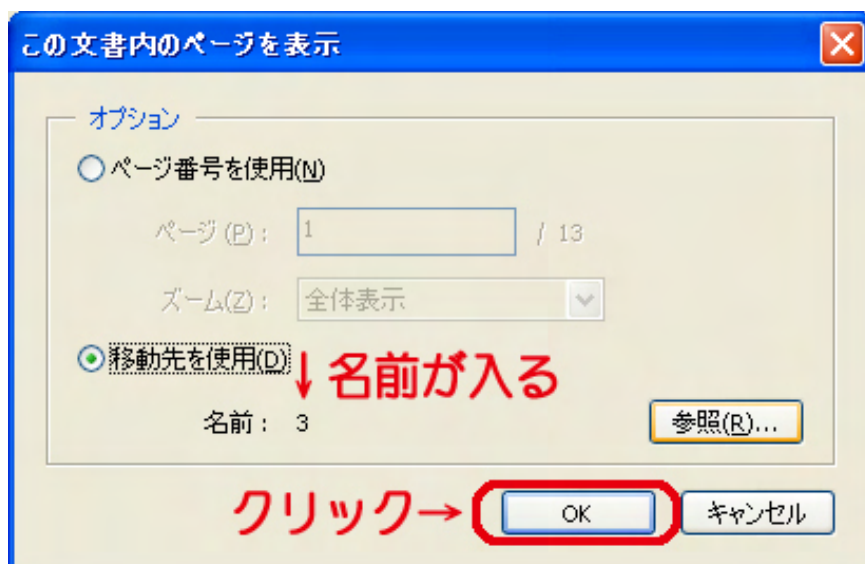 この文書内のページを表示
オプション
ページ番号を使用(N)
ページ(P): 1 / 13
ズーム(Z): 全体表示
移動先を使用(D) ↓名前が入る
名前: 3 参照(R)...
クリック→ OK キャンセル